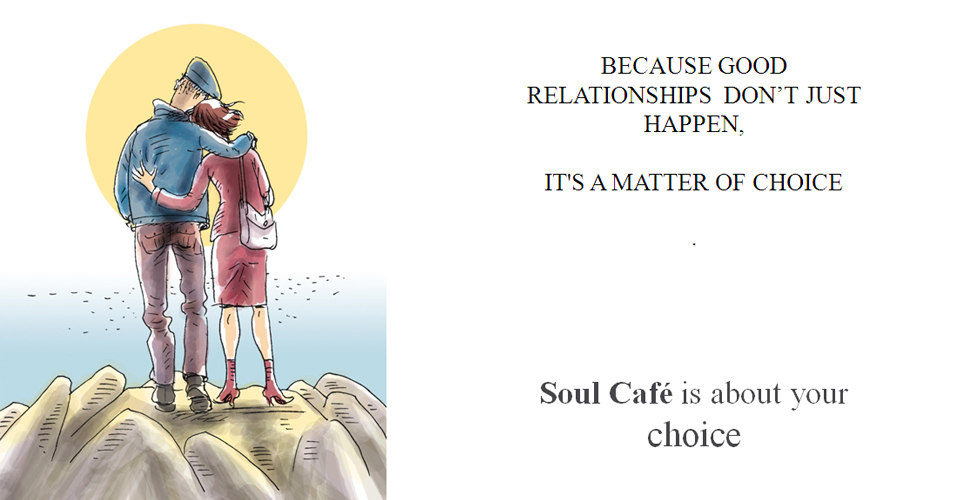 BECAUSE GOOD
RELATIONSHIPS DON’T JUST
HAPPEN,
IT'S A MATTER OF CHOICE
.
Soul Café is about your
choice